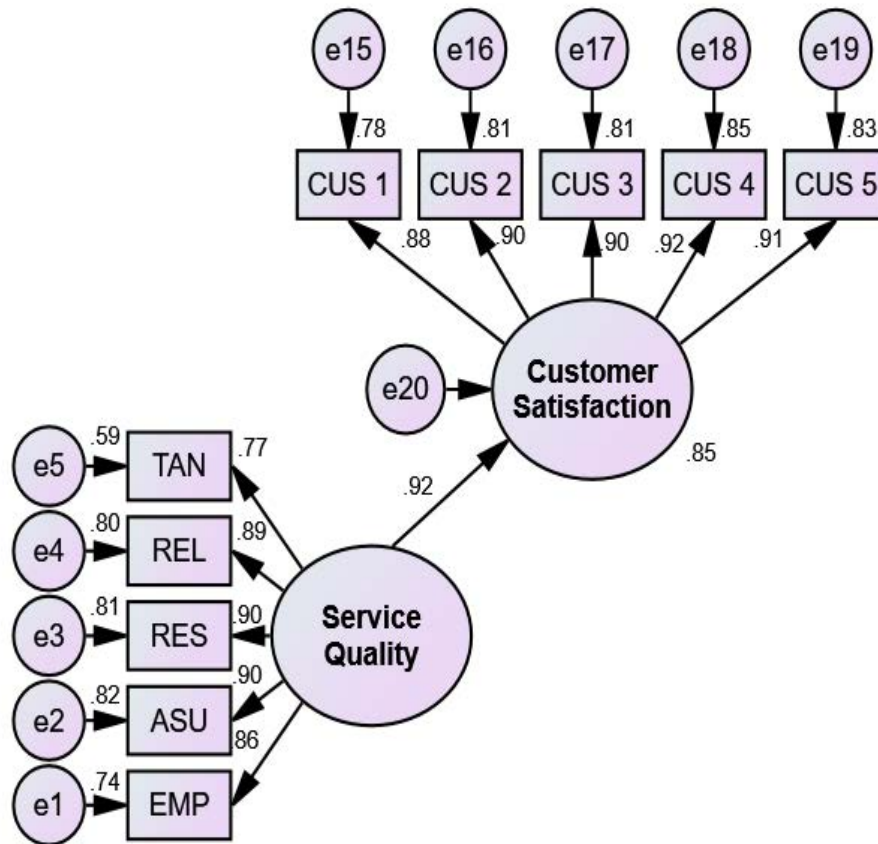 e15 e16 e17 e18 e19
.78 .81 .81 .85 .83
CUS 1 CUS 2 CUS 3 CUS 4 CUS 5
.88 .90 .90 .92 .91
Customer
Satisfaction
e20
.85
.92
.59 .77
e5 TAN
.80 .89
e4 REL
.81 .90
e3 RES
Service
Quality
.82 .90
e2 ASU
.86
.74
e1 EMP